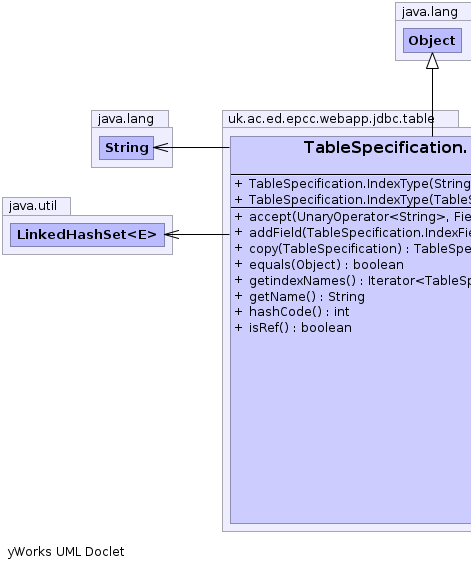 java.lang
Object
java.lang
String
uk.ac.ed.epcc.webapp.jdbc.table
TableSpecification.
+ TableSpecification.IndexType(String
+ TableSpecification.IndexType(TableS
+ accept(UnaryOperator<String>, Fie
+ addField(TableSpecification.IndexFi
+ copy(TableSpecification) : TableSpe
+ equals(Object) : boolean
+ getindexNames() : Iterator<TableSp
+ getName() : String
+ hashCode() : int
+ isRef() : boolean
java.util
LinkedHashSet<E>
yWorks UML Doclet